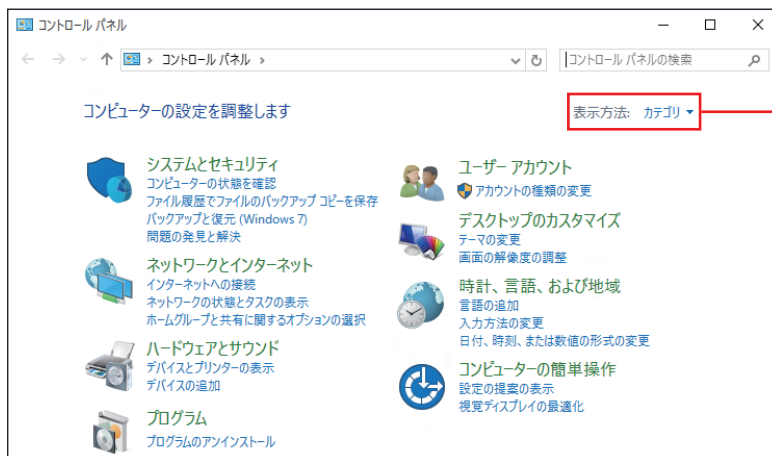 コントロール パネル
コントロール パネル
コントロール パネルの検索
コンピューターの設定を調整します
表示方法: カテゴリ
システムとセキュリティ
コンピューターの状態を確認
ファイル履歴でファイルのバックアップ コピーを保存
バックアップと復元 (Windows 7)
問題の発見と解決
ネットワークとインターネット
インターネットへの接続
ネットワークの状態とタスクの表示
ホームグループと共有に関するオプションの選択
ハードウェアとサウンド
デバイスとプリンターの表示
デバイスの追加
プログラム
プログラムのアンインストール
ユーザー アカウント
アカウントの種類の変更
デスクトップのカスタマイズ
テーマの変更
画面の解像度の調整
時計、言語、および地域
言語の追加
入力方法の変更
日付、時刻、または数値の形式の変更
コンピューターの簡単操作
設定の提案の表示
視覚ディスプレイの最適化